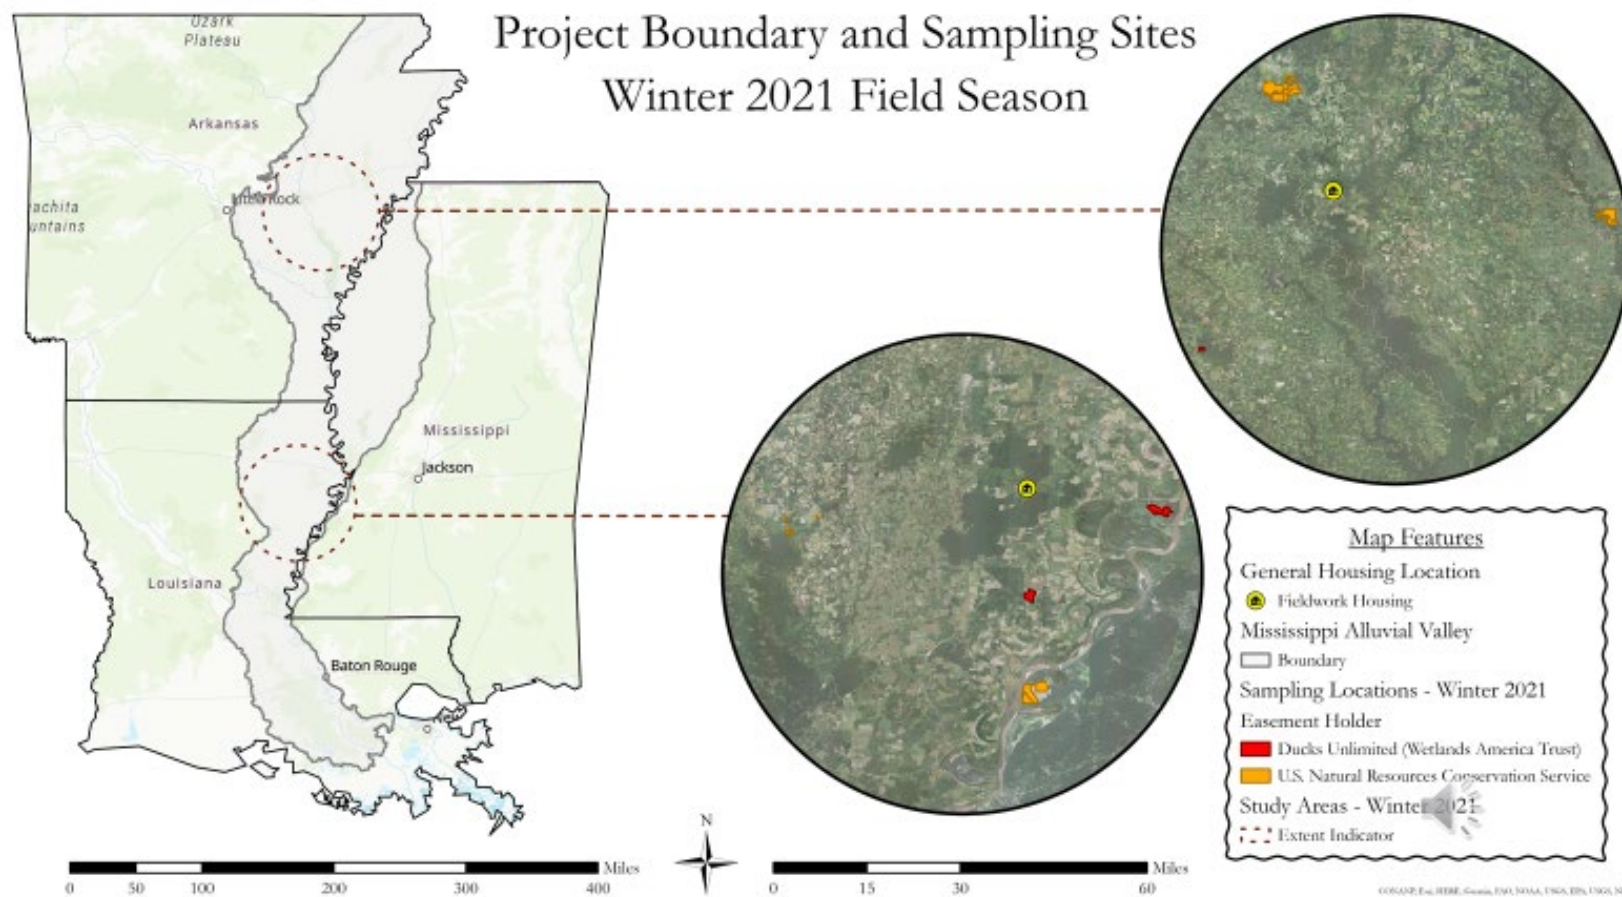 Project Boundary and Sampling Sites
Winter 2021 Field Season
Ozark
Plateau
Arkansas
Rock
Mississippi
Jackson
Louisiana
Baton Rouge
Map Features
General Housing Location
Fieldwork Housing
Mississippi Alluvial Valley
Boundary
Sampling Locations - Winter 2021
Easement Holder
Ducks Unlimited (Wetlands America Trust)
U.S. Natural Resources Conservation Service
Study Areas - Winter 2021
Extent Indicator
N
Miles
0 50 100 200 300 400
Miles
0 15 30 60